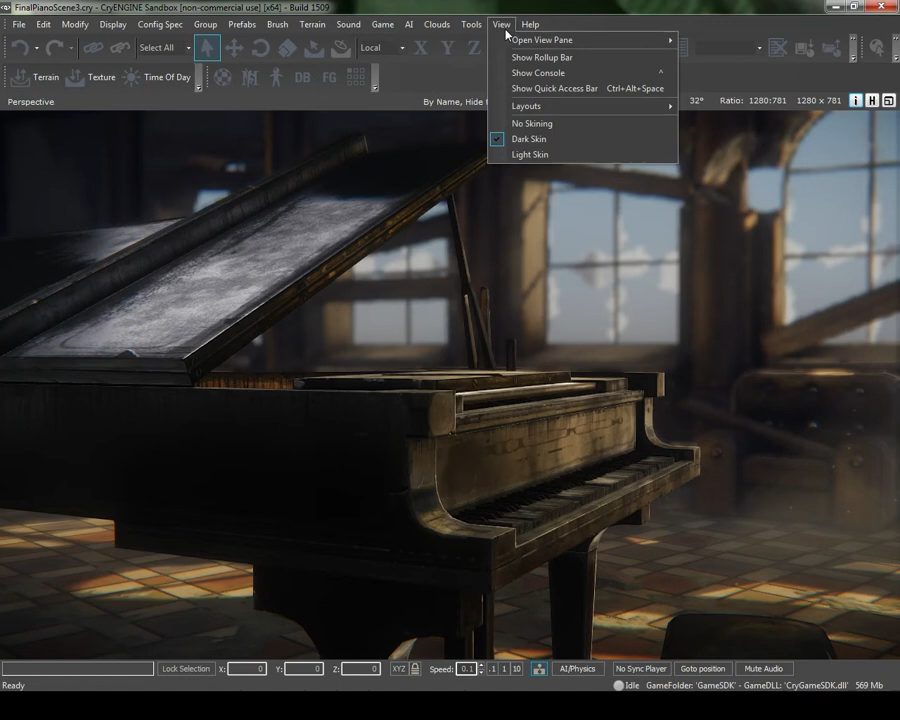 FinalPianoScene3.cry - CryENGINE Sandbox [non-commercial use] [x64] - Build 1509
File Edit Modify Display Config Spec Group Prefabs Brush Terrain Sound Game AI Clouds Tools View Help
Select All Local X Y Z
Open View Pane
Show Rollup Bar
Show Console ^
Show Quick Access Bar Ctrl+Alt+Space
Layouts
No Skining
Dark Skin
Light Skin
Terrain Texture Time Of Day DB FG
Perspective By Name, Hide 32° Ratio: 1280:781 1280 x 781 i H
Lock Selection X: 0 Y: 0 Z: 0 XYZ Speed: 0.1 .1 1 10 AI/Physics No Sync Player Goto position Mute Audio
Ready Idle GameFolder: 'GameSDK' - GameDLL: 'CryGameSDK.dll' 569 Mb